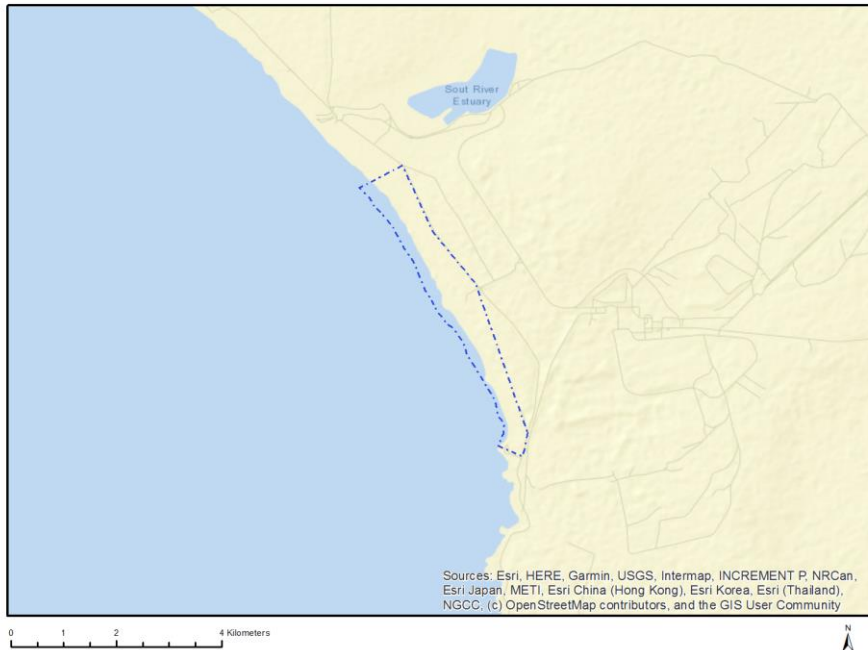 Sout River
Estuary
Sources: Esri, HERE, Garmin, USGS, Intermap, INCREMENT P, NRCan,
Esri Japan, METI, Esri China (Hong Kong), Esri Korea, Esri (Thailand),
NGCC, (c) OpenStreetMap contributors, and the GIS User Community
0 1 2 4 Kilometers
N